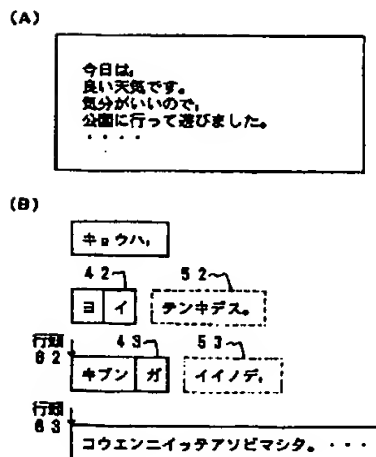 (A)
今日は,
良い天気です。
気分がいいので,
公園に行って遊びました。
・・・・
(B)
キョウハ,
42 52
ヨイ テンキデス。
行頭 43 53
62
キブン ガ イイノデ,
行頭
63
コウエンニイッテアソビマシタ。・・・